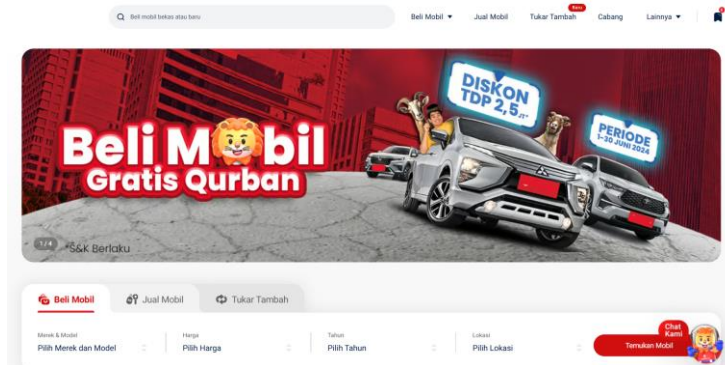 Beli mobil bekas atau baru
Beli Mobil
Jual Mobil
Baru
Tukar Tambah
Cabang
Lainnya
DISKON
TDP 2,5 JT
PERIODE
1-30 JUNI 2024
Beli Mobil
Gratis Qurban
1/4
*S&K Berlaku
Beli Mobil
Jual Mobil
Tukar Tambah
Merek & Model
Pilih Merek dan Model
Harga
Pilih Harga
Tahun
Pilih Tahun
Lokasi
Pilih Lokasi
Temukan Mobil
Chat
Kami